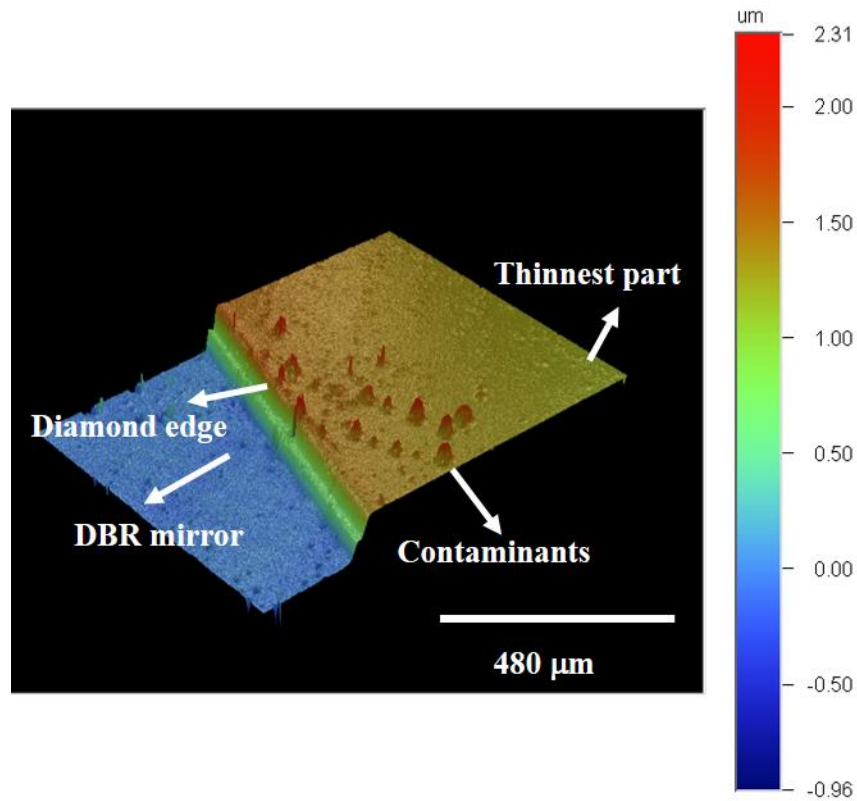 um
2.31
2.00
1.50
1.00
0.50
0.00
-0.50
-0.96
Thinnest part
Diamond edge
DBR mirror
Contaminants
480 μm